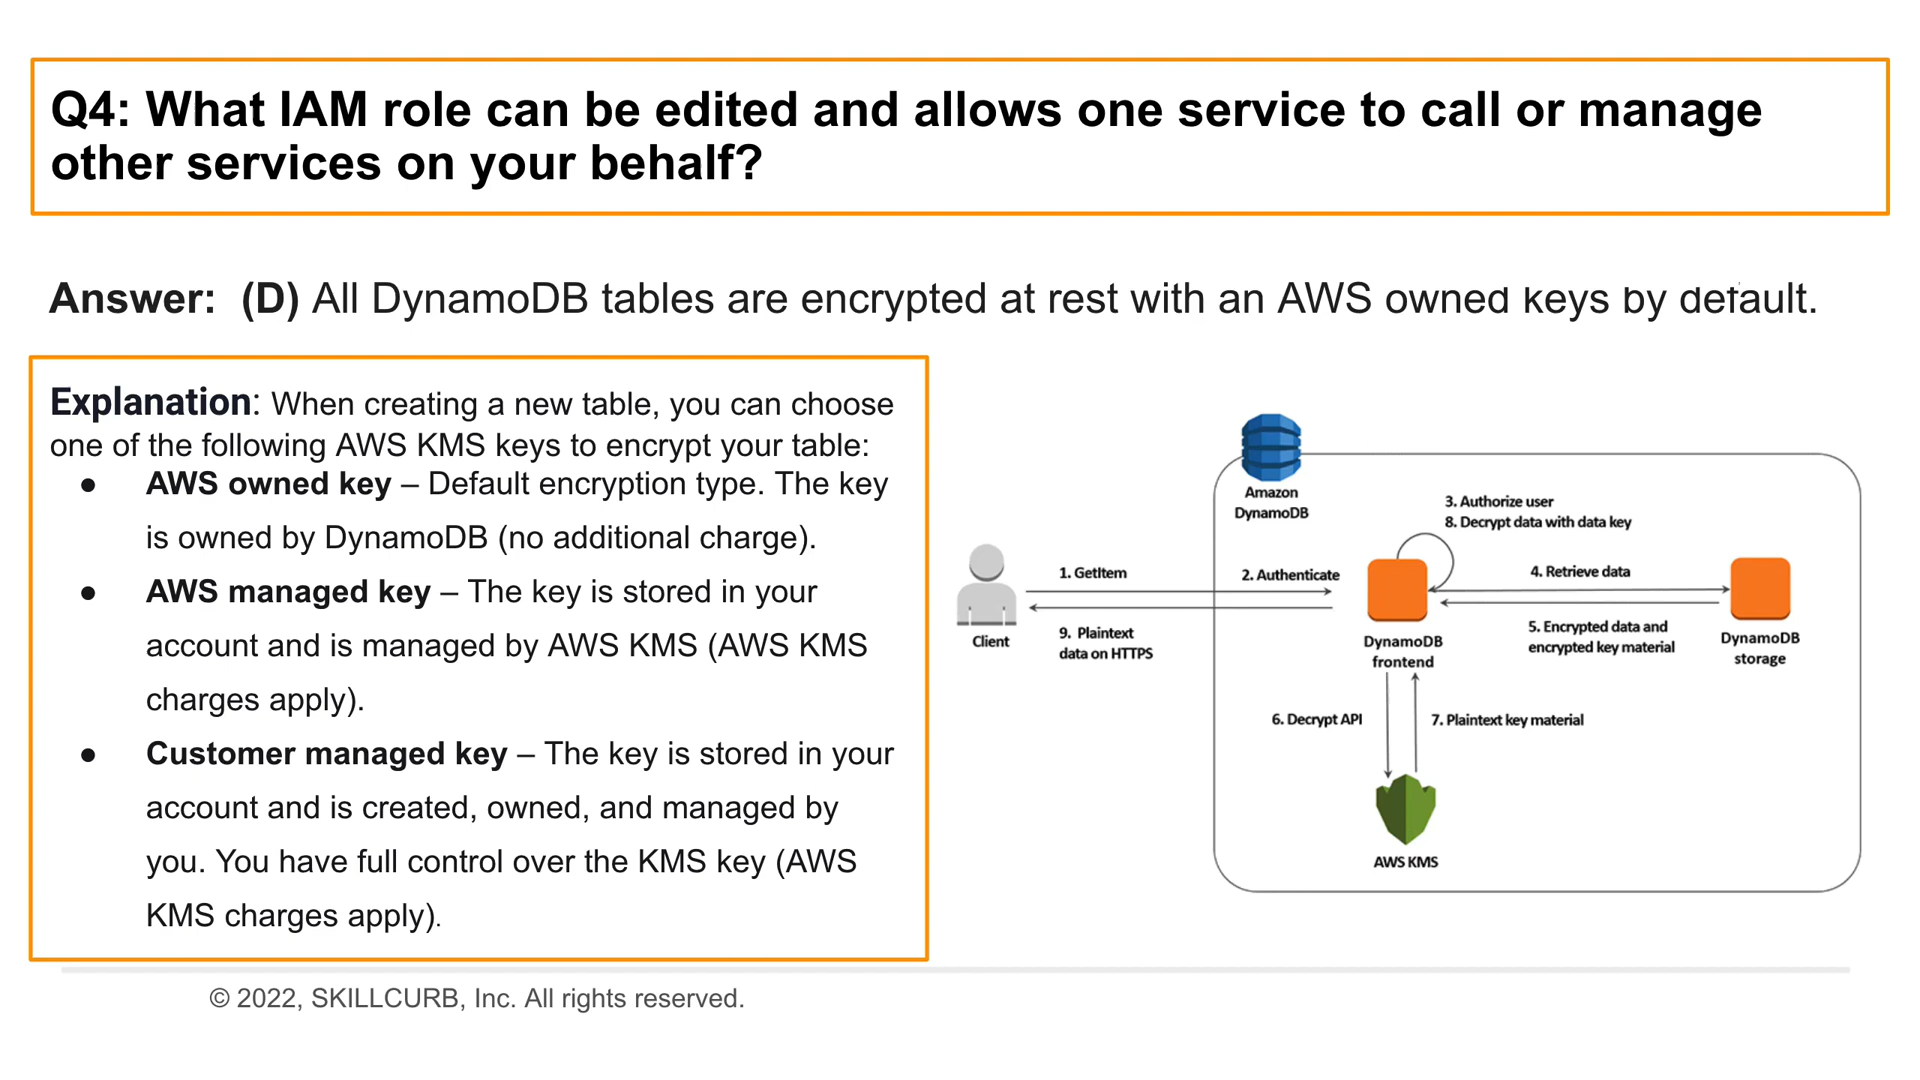 Q4: What IAM role can be edited and allows one service to call or manage
other services on your behalf?
Answer: (D) All DynamoDB tables are encrypted at rest with an AWS owned keys by default.
Explanation: When creating a new table, you can choose
one of the following AWS KMS keys to encrypt your table:
● AWS owned key – Default encryption type. The key
is owned by DynamoDB (no additional charge).
● AWS managed key – The key is stored in your
account and is managed by AWS KMS (AWS KMS
charges apply).
● Customer managed key – The key is stored in your
account and is created, owned, and managed by
you. You have full control over the KMS key (AWS
KMS charges apply).
Amazon
DynamoDB
3. Authorize user
8. Decrypt data with data key
1. GetItem
2. Authenticate
4. Retrieve data
Client
9. Plaintext
data on HTTPS
DynamoDB
frontend
5. Encrypted data and
encrypted key material
DynamoDB
storage
6. Decrypt API
7. Plaintext key material
AWS KMS
© 2022, SKILLCURB, Inc. All rights reserved.